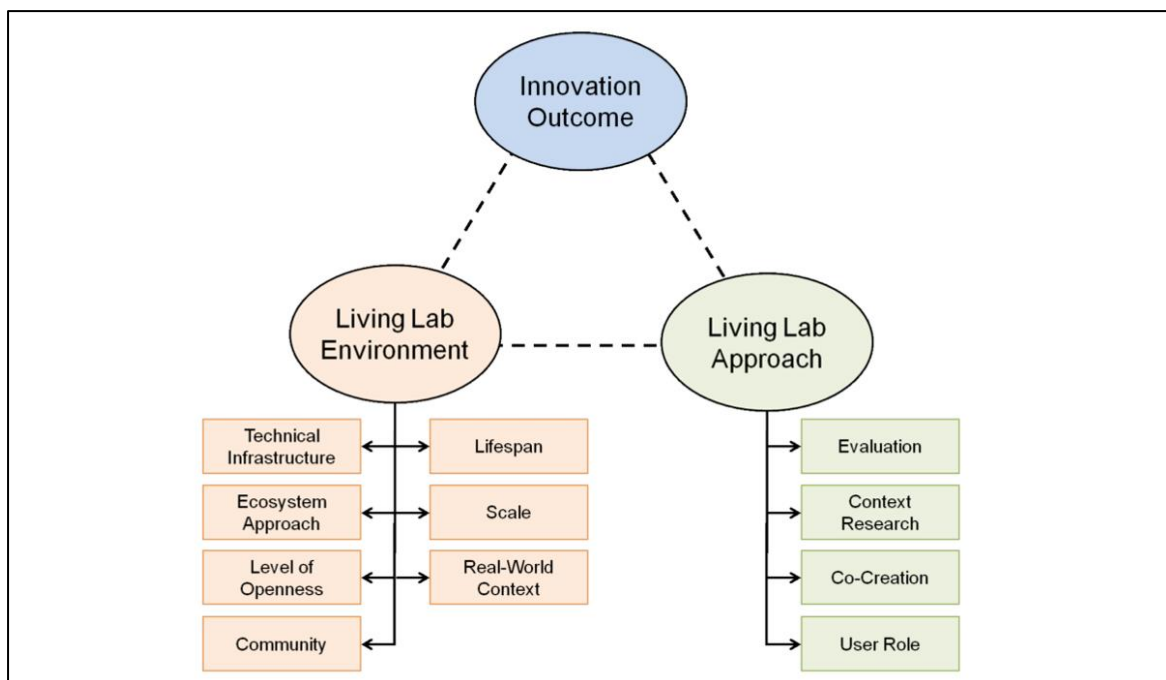 Innovation
Outcome
Living Lab
Environment
Living Lab
Approach
Technical
Infrastructure
Lifespan
Ecosystem
Approach
Scale
Level of
Openness
Real-World
Context
Community
Evaluation
Context
Research
Co-Creation
User Role